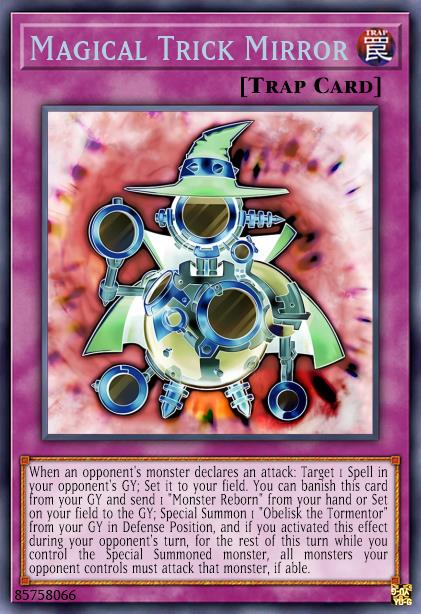 Magical Trick Mirror
TRAP
罠
[Trap Card]
When an opponent's monster declares an attack: Target 1 Spell in
your opponent's GY; Set it to your field. You can banish this card
from your GY and send 1 "Monster Reborn" from your hand or Set
on your field to the GY; Special Summon 1 "Obelisk the Tormentor"
from your GY in Defense Position, and if you activated this effect
during your opponent's turn, for the rest of this turn while you
control the Special Summoned monster, all monsters your
opponent controls must attack that monster, if able.
85758066